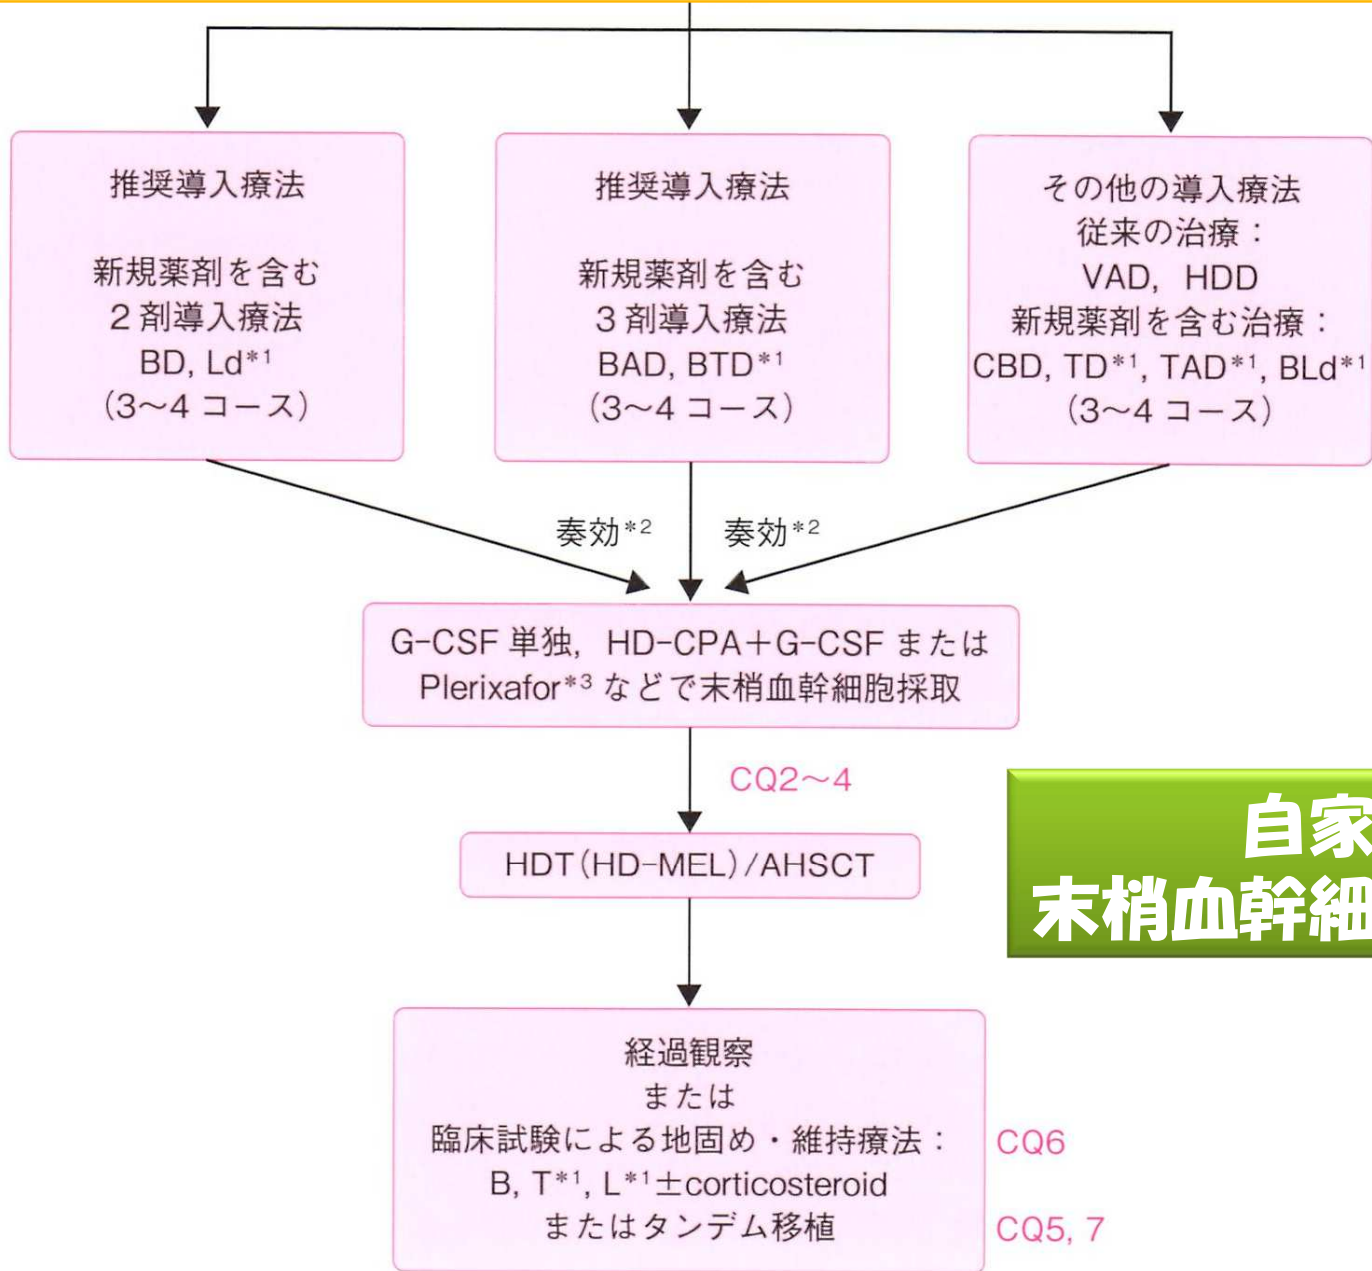 推奨導入療法
新規薬剤を含む
2剤導入療法
BD, Ld*1
(3〜4 コース)
推奨導入療法
新規薬剤を含む
3剤導入療法
BAD, BTD*1
(3〜4 コース)
その他の導入療法
従来の治療:
VAD, HDD
新規薬剤を含む治療:
CBD, TD*1, TAD*1, BLd*1
(3〜4 コース)
奏効*2
奏効*2
G-CSF 単独, HD-CPA+G-CSF または
Plerixafor*3 などで末梢血幹細胞採取
CQ2〜4
HDT(HD-MEL)/AHSCT
自家
末梢血幹細
経過観察
または
臨床試験による地固め・維持療法:
B, T*1, L*1±corticosteroid
またはタンデム移植
CQ6
CQ5, 7